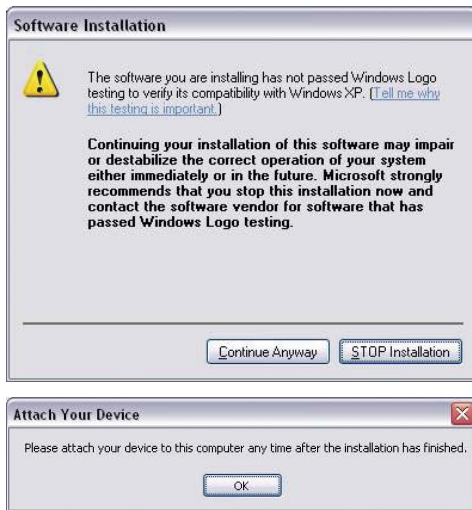 Software Installation
The software you are installing has not passed Windows Logo
testing to verify its compatibility with Windows XP. (Tell me why
this testing is important.)
Continuing your installation of this software may impair
or destabilize the correct operation of your system
either immediately or in the future. Microsoft strongly
recommends that you stop this installation now and
contact the software vendor for software that has
passed Windows Logo testing.
Continue Anyway STOP Installation
Attach Your Device
Please attach your device to this computer any time after the installation has finished.
OK